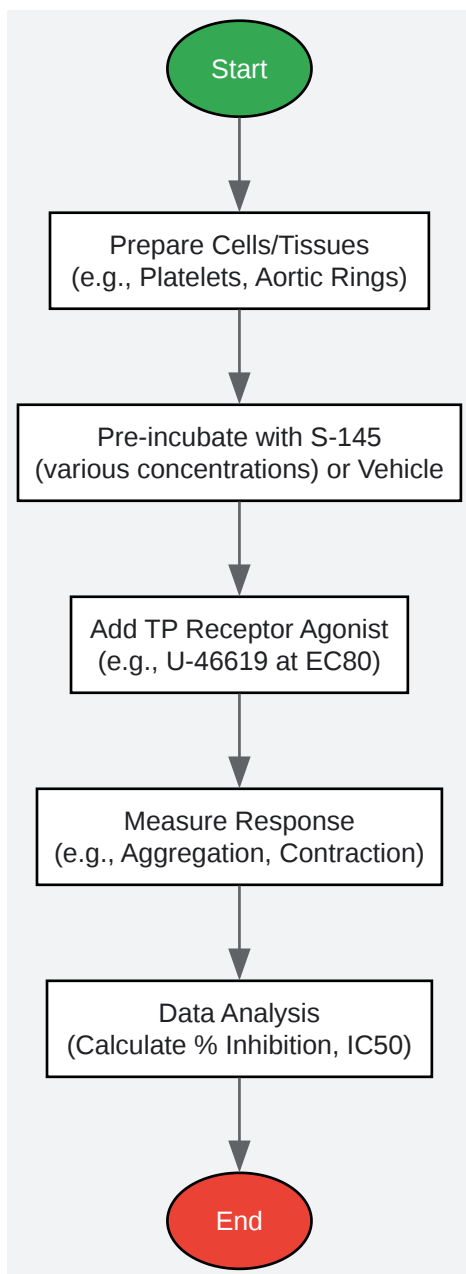 Start
Prepare Cells/Tissues
(e.g., Platelets, Aortic Rings)
Pre-incubate with S-145
(various concentrations) or Vehicle
Add TP Receptor Agonist
(e.g., U-46619 at EC80)
Measure Response
(e.g., Aggregation, Contraction)
Data Analysis
(Calculate % Inhibition, IC50)
End